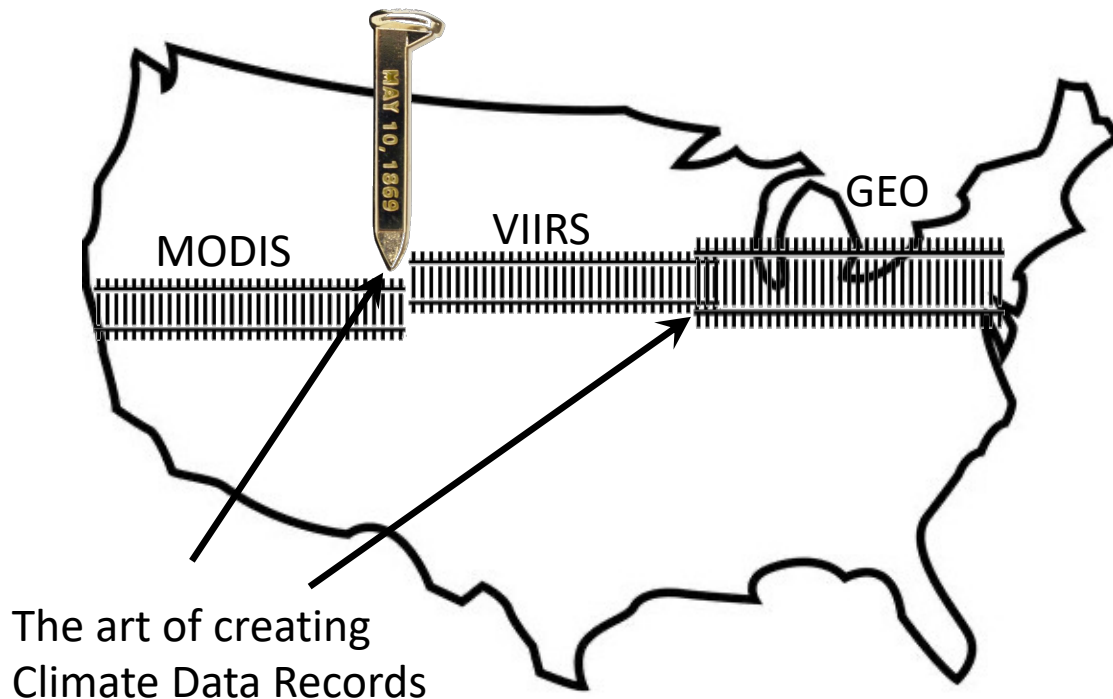 MAY 10, 1869
GEO
VIIRS
MODIS
The art of creating
Climate Data Records